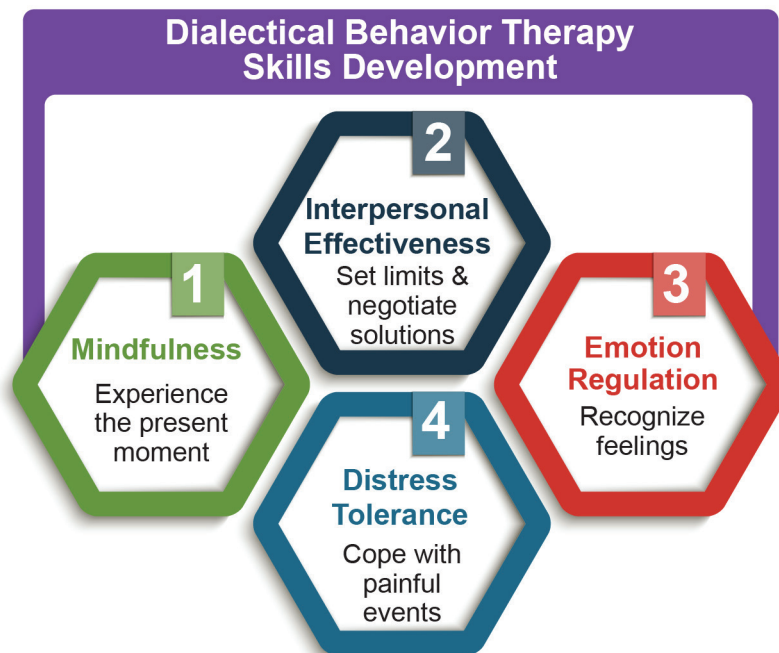 Dialectical Behavior Therapy
Skills Development
1
Mindfulness
Experience
the present
moment
2
Interpersonal
Effectiveness
Set limits &
negotiate
solutions
3
Emotion
Regulation
Recognize
feelings
4
Distress
Tolerance
Cope with
painful
events